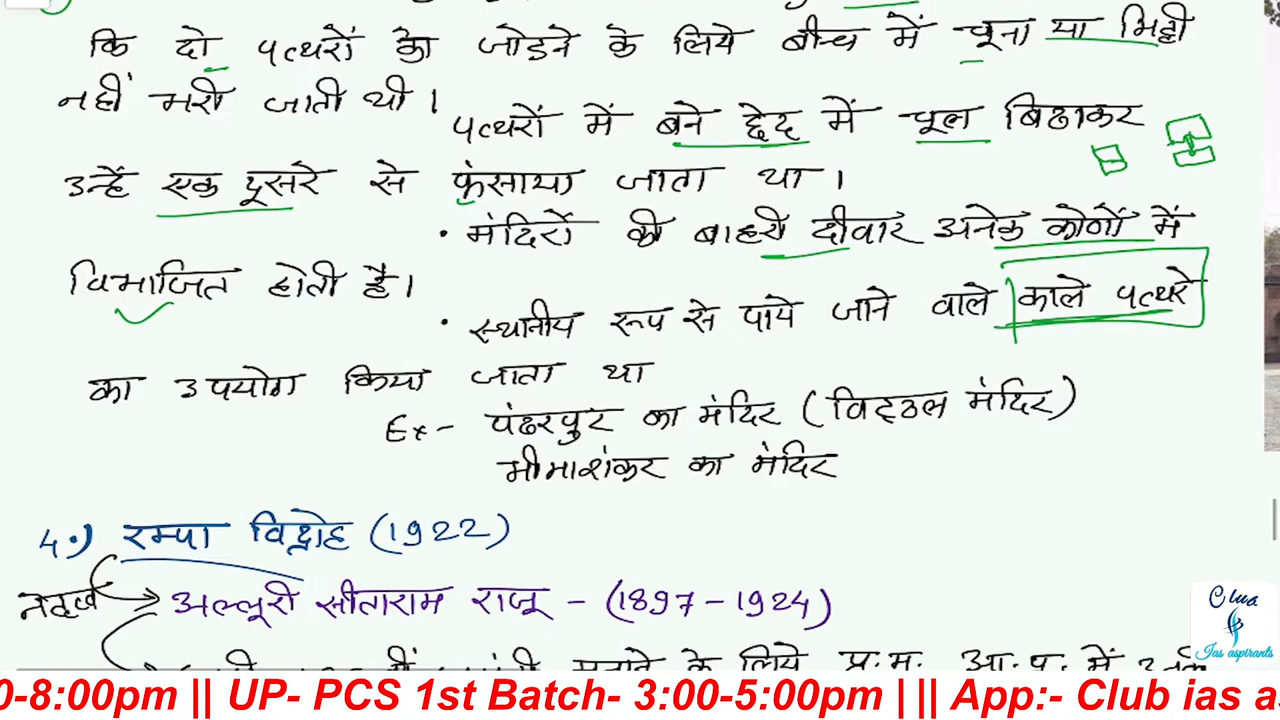 कि दो पत्थरों का जोडने के लिये बीच में चूना या मिट्टी
नहीं भरी जाती थी।
पत्थरों में बने छेद में चूल बिठाकर
उन्हें एक दूसरे से फंसाया जाता था।
• मंदिरों की बाहरी दीवार अनेक कोणों में
विभाजित होती है।
• स्थानीय रूप से पाये जाने वाले काले पत्थरे
का उपयोग किया जाता था
Ex- पंढरपुर का मंदिर (विट्ठल मंदिर)
भीमाशंकर का मंदिर
4.) रम्पा विद्रोह (1922)
नेतृत्व → अल्लूरी सीताराम राजू - (1897-1924)
के लिये प्र.म. आ.प्र. में
Club
Ias aspirants
0-8:00pm || UP- PCS 1st Batch- 3:00-5:00pm | || App:- Club ias as